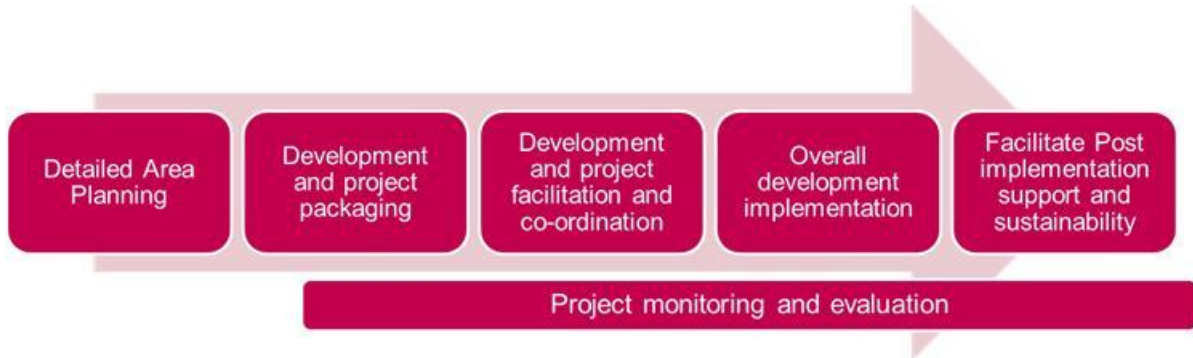 Detailed Area
Planning
Development
and project
packaging
Development
and project
facilitation and
co-ordination
Overall
development
implementation
Facilitate Post
implementation
support and
sustainability
Project monitoring and evaluation